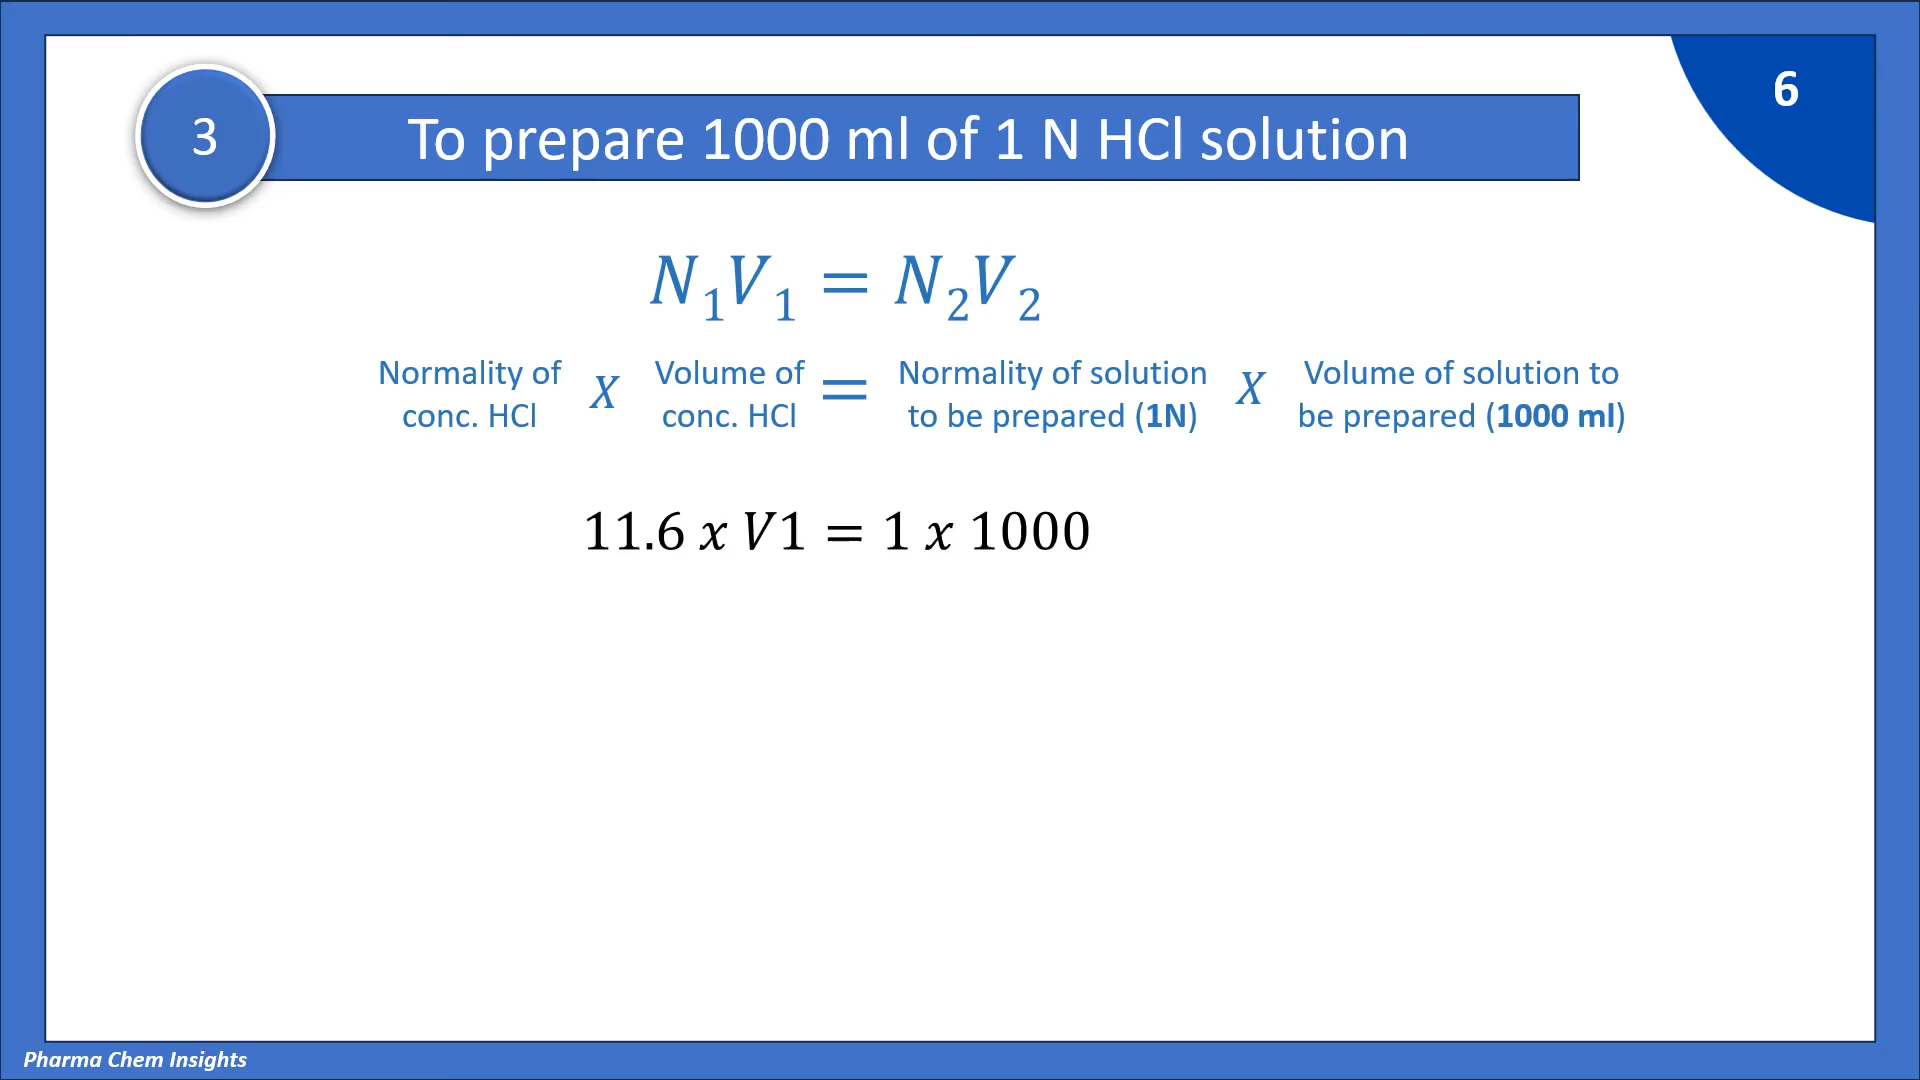 6
3
To prepare 1000 ml of 1 N HCl solution
N₁V₁ = N₂V₂
Normality of conc. HCl X Volume of conc. HCl = Normality of solution to be prepared (1N) X Volume of solution to be prepared (1000 ml)
11.6 x V1 = 1 x 1000
Pharma Chem Insights